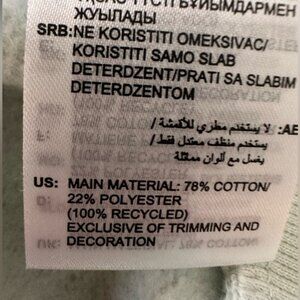 ТҮСТІ БҰЙЫМДАРМЕН
ЖУЫЛАДЫ
SRB:NE KORISTITI OMEKSIVAC/
KORISTITI SAMO SLAB
DETERDZENT/PRATI SA SLABIM
DETERDZENTOM
AE: لا يستخدم مطري للأقمشة/
يستخدم منظف معتدل فقط/
يغسل مع ألوان مماثلة
US: MAIN MATERIAL: 78% COTTON/
22% POLYESTER
(100% RECYCLED)
EXCLUSIVE OF TRIMMING AND
DECORATION